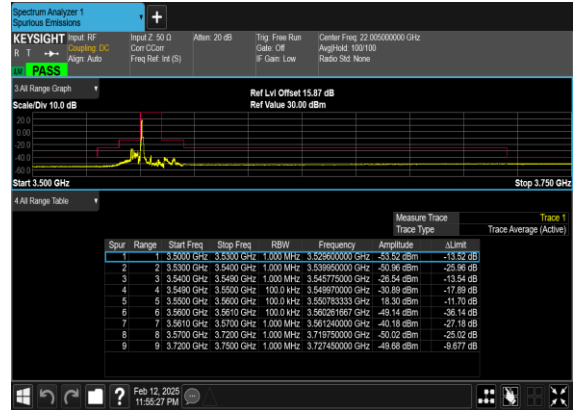 Spectrum Analyzer 1
Spurious Emissions
KEYSIGHT Input: RF Input Z: 50 Ω Atten: 20 dB Trig: Free Run Center Freq: 22.005000000 GHz
R T Coupling: DC Corr CCorr Gate: Off Avg|Hold: 100/100
Align: Auto Freq Ref: Int (S) IF Gain: Low Radio Std: None
PASS
3 All Range Graph
Ref Lvl Offset 15.87 dB
Scale/Div 10.0 dB Ref Value 30.00 dBm
20.0
0.00
-20.0
-40.0
-60.0
Start 3.500 GHz Stop 3.750 GHz
4 All Range Table
Measure Trace Trace 1
Trace Type Trace Average (Active)
Spur Range Start Freq Stop Freq RBW Frequency Amplitude ΔLimit
1 1 3.5000 GHz 3.5300 GHz 1.000 MHz 3.529600000 GHz -53.52 dBm -13.52 dB
2 2 3.5300 GHz 3.5400 GHz 1.000 MHz 3.539950000 GHz -50.96 dBm -25.96 dB
3 3 3.5400 GHz 3.5490 GHz 1.000 MHz 3.545775000 GHz -26.54 dBm -13.54 dB
4 4 3.5490 GHz 3.5500 GHz 100.0 kHz 3.549970000 GHz -30.89 dBm -17.89 dB
5 5 3.5500 GHz 3.5600 GHz 100.0 kHz 3.550783333 GHz 18.30 dBm -11.70 dB
6 6 3.5600 GHz 3.5610 GHz 100.0 kHz 3.560261667 GHz -49.14 dBm -36.14 dB
7 7 3.5610 GHz 3.5700 GHz 1.000 MHz 3.561240000 GHz -40.18 dBm -27.18 dB
8 8 3.5700 GHz 3.7200 GHz 1.000 MHz 3.719750000 GHz -50.02 dBm -25.02 dB
9 9 3.7200 GHz 3.7500 GHz 1.000 MHz 3.727450000 GHz -49.68 dBm -9.677 dB
Feb 12, 2025
11:55:27 PM